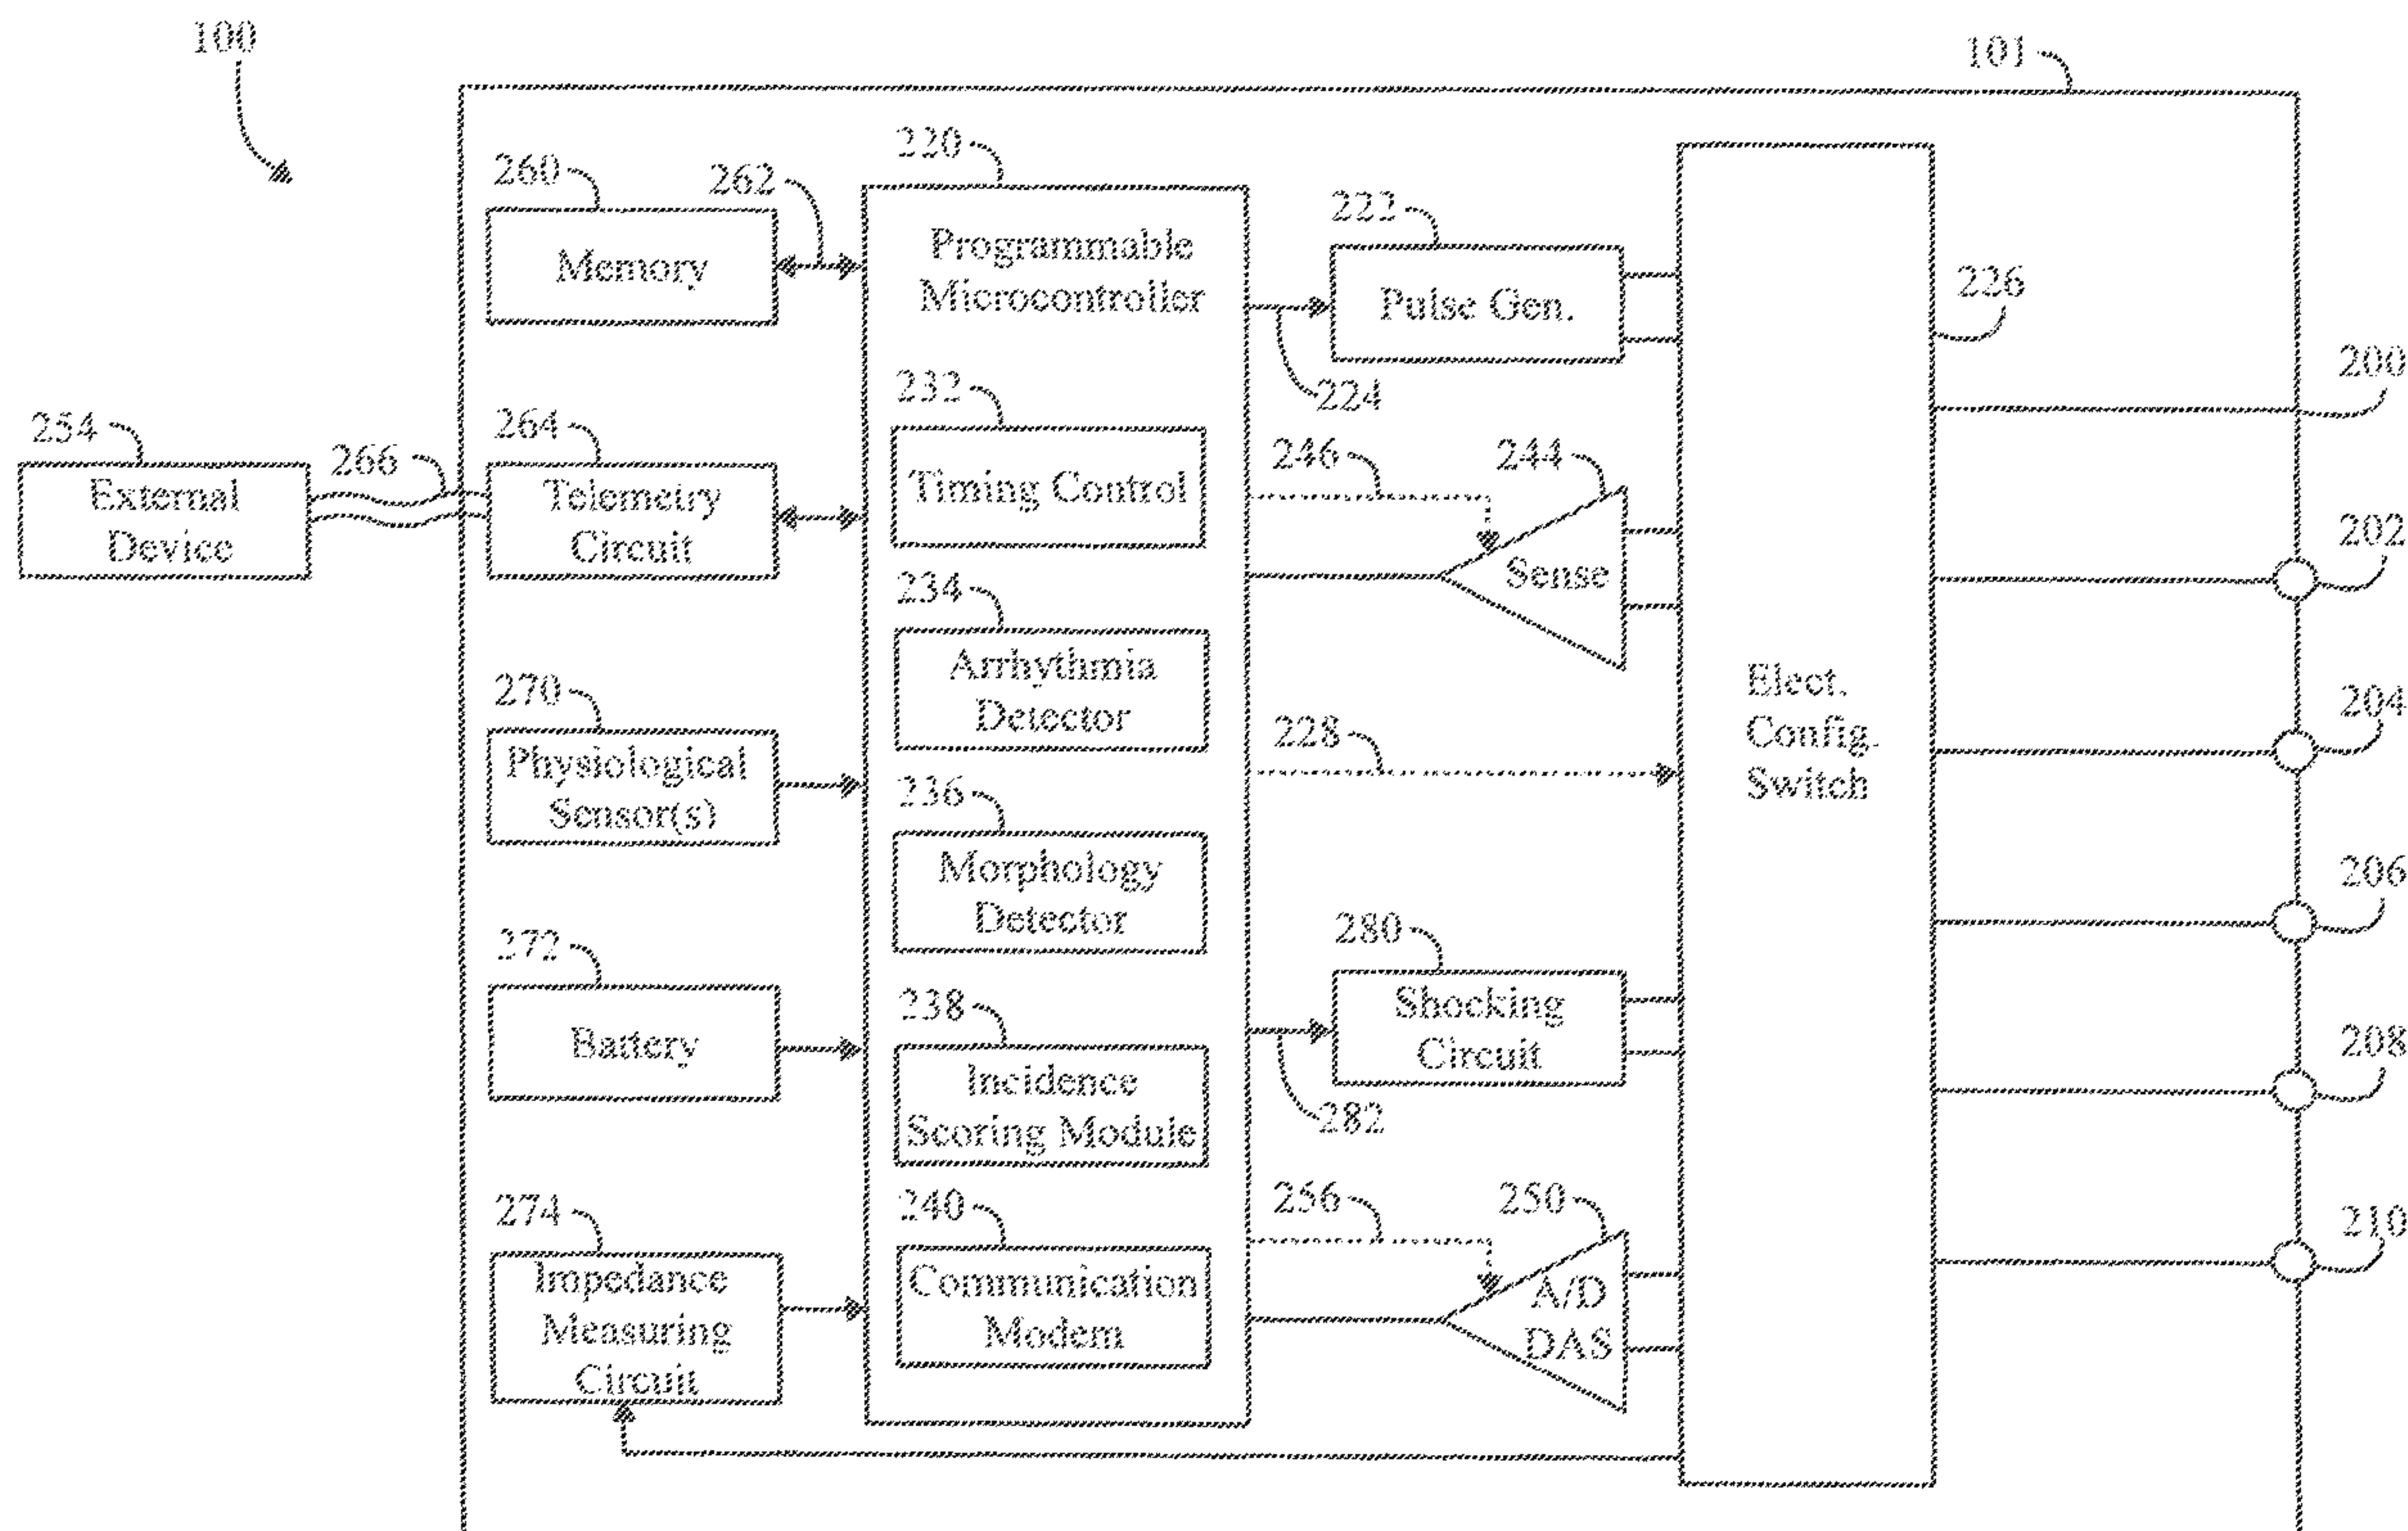 100
101
220
260
262
222
Memory
Programmable
Microcontroller
Pulse Gen.
226
224
200
232
254
264
266
246
244
External
Device
Telemetry
Circuit
Timing Control
Sense
202
234
Arrhythmia
Detector
270
228
Elect.
Config.
Switch
204
Physiological
Sensor(s)
236
Morphology
Detector
206
272
280
238
Shocking
Circuit
Battery
208
Incidence
Scoring Module
282
274
240
256
250
210
Impedance
Measuring
Circuit
Communication
Modem
A/D
DAS